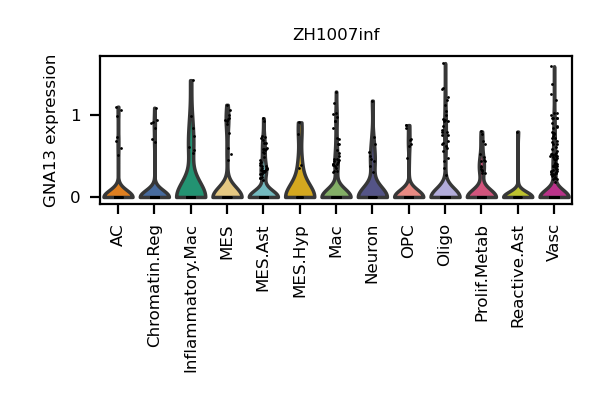 ZH1007inf
GNA13 expression
1
0
AC
Chromatin.Reg
Inflammatory.Mac
MES
MES.Ast
MES.Hyp
Mac
Neuron
OPC
Oligo
Prolif.Metab
Reactive.Ast
Vasc